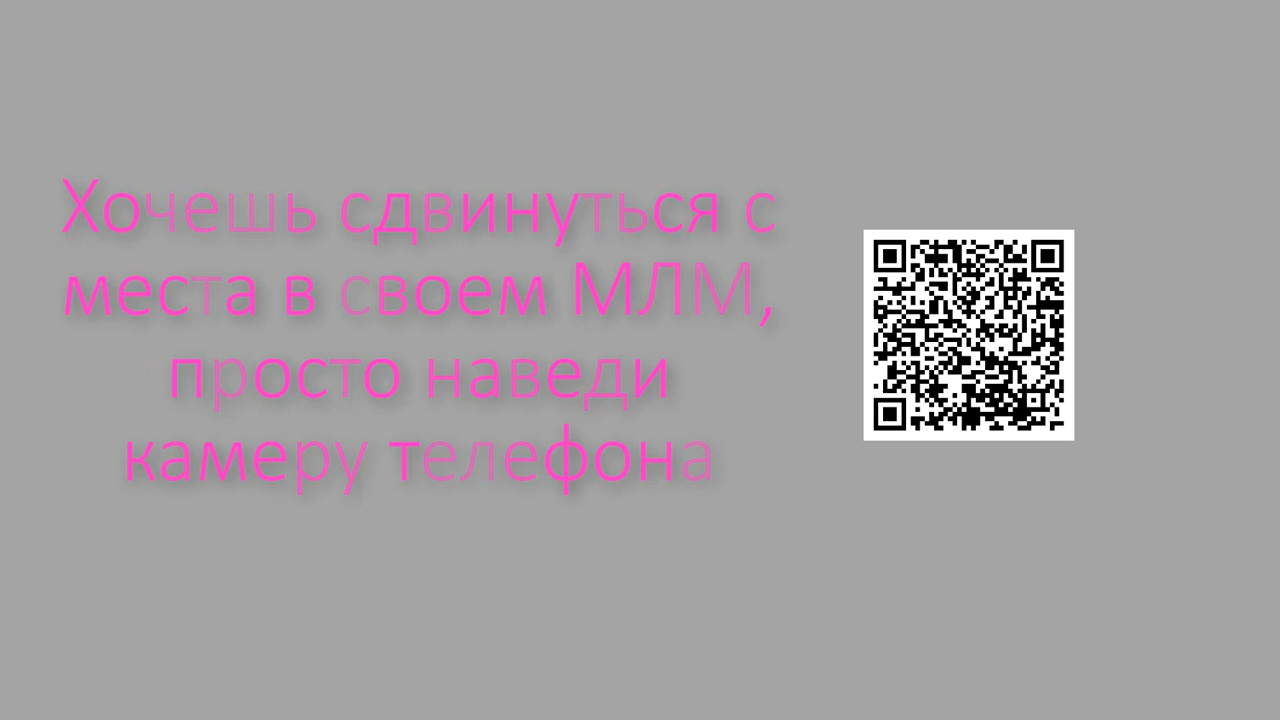 Хочешь сдвинуться с
места в своем МЛМ,
просто наведи
камеру телефона